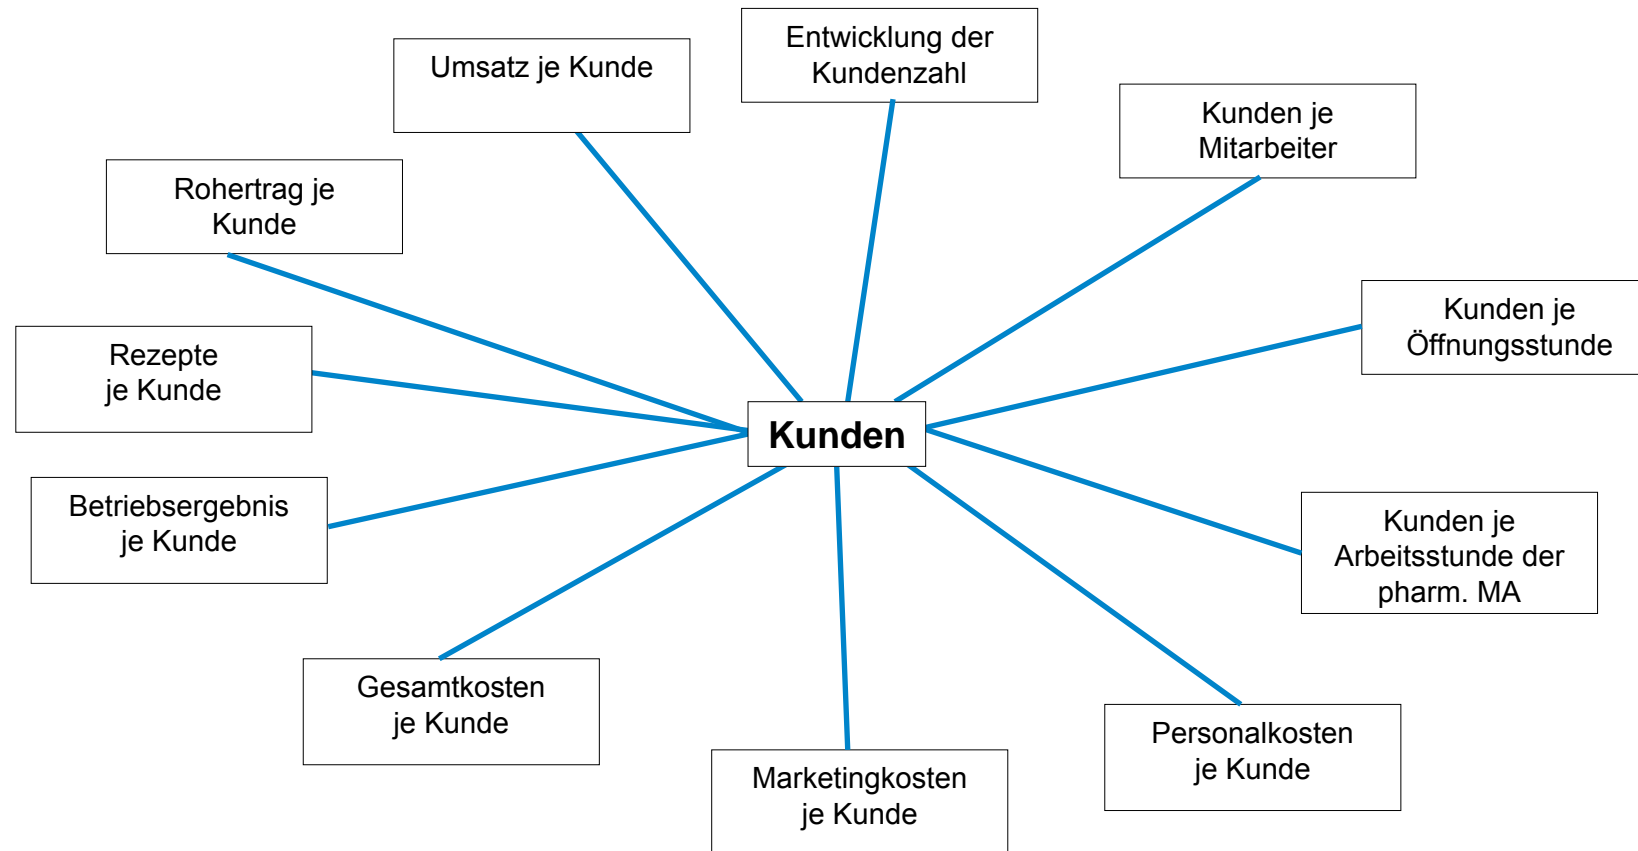 Entwicklung der
Kundenzahl
Umsatz je Kunde
Kunden je
Mitarbeiter
Rohertrag je
Kunde
Kunden je
Öffnungsstunde
Rezepte
je Kunde
Kunden
Betriebsergebnis
je Kunde
Kunden je
Arbeitsstunde der
pharm. MA
Gesamtkosten
je Kunde
Personalkosten
je Kunde
Marketingkosten
je Kunde